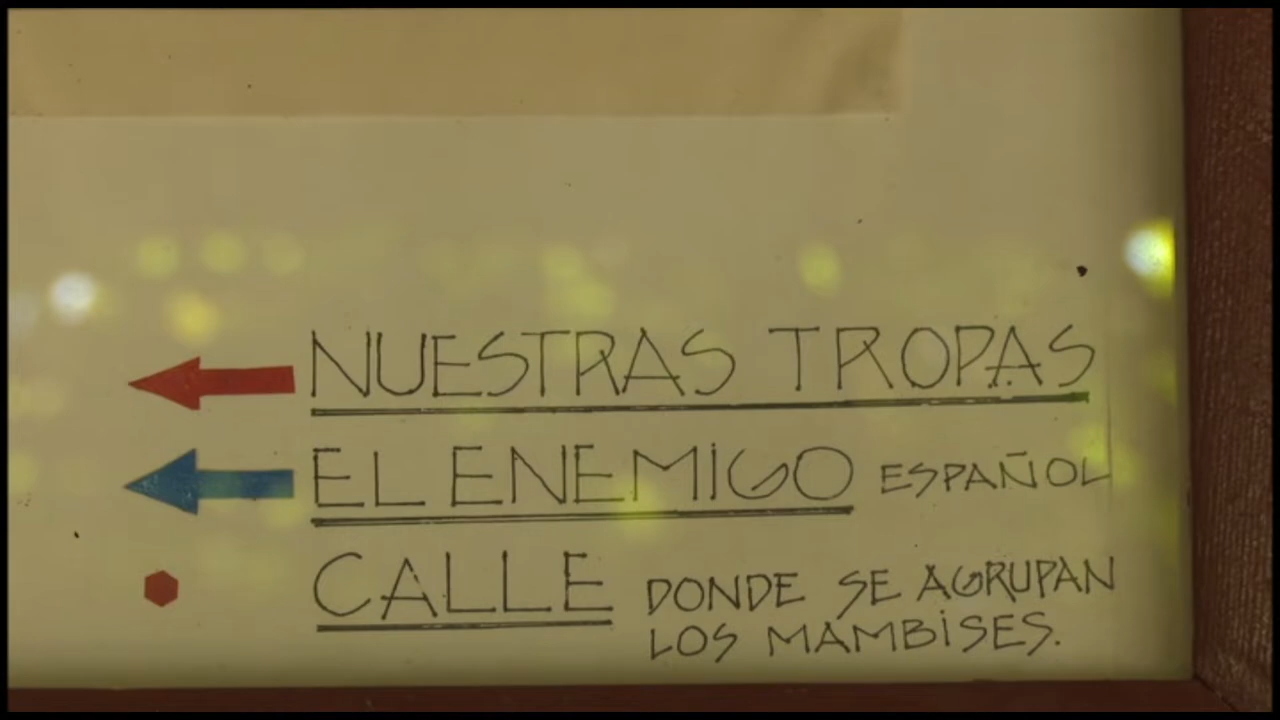 NUESTRAS TROPAS
EL ENEMIGO ESPAÑOL
CALLE DONDE SE AGRUPAN
LOS MAMBISES.